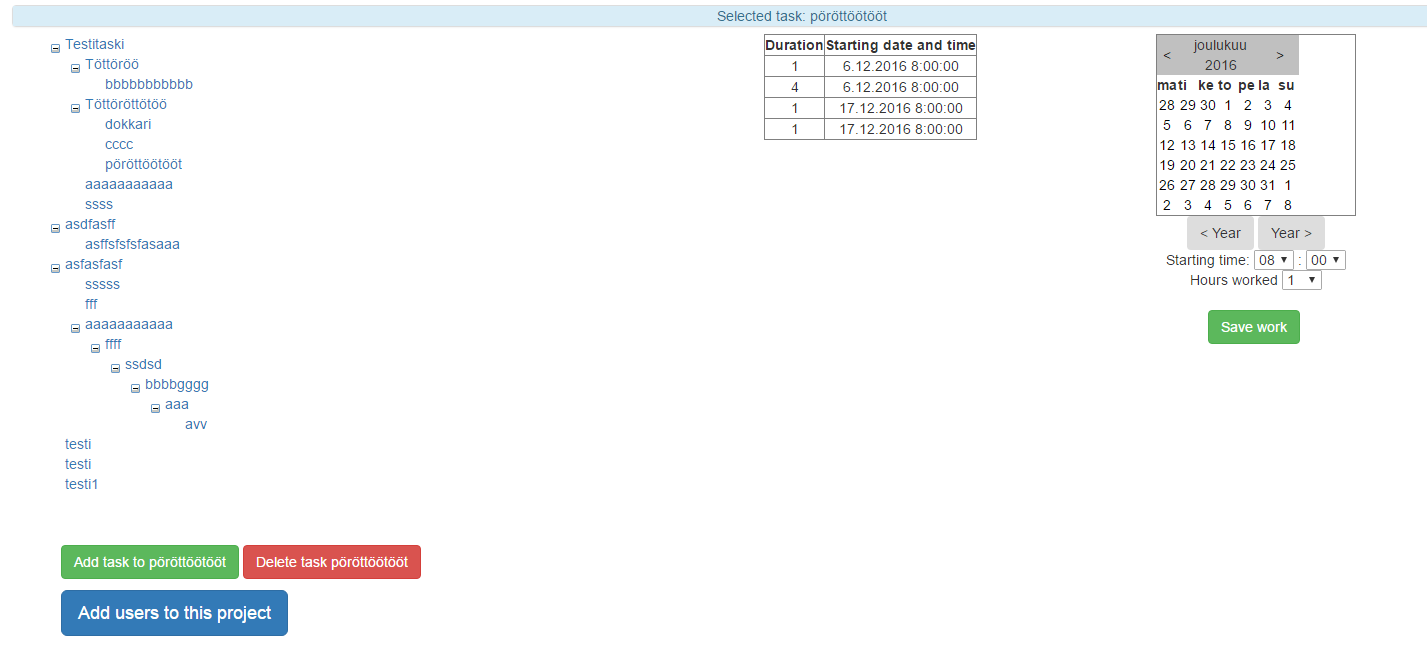 Selected task: pöröttöötööt
Testitaski
Töttöröö
bbbbbbbbbbb
Töttöröttötöö
dokkari
cccc
pöröttöötööt
aaaaaaaaaaa
ssss
asdfasff
asffsfsfsfasaaa
asfasfasf
sssss
fff
aaaaaaaaaaa
ffff
ssdsd
bbbbgggg
aaa
avv
testi
testi
testi1
Add task to pöröttöötööt Delete task pöröttöötööt
Add users to this project
Duration Starting date and time
1 6.12.2016 8:00:00
4 6.12.2016 8:00:00
1 17.12.2016 8:00:00
1 17.12.2016 8:00:00
< joulukuu 2016 >
ma ti ke to pe la su
28 29 30 1 2 3 4
5 6 7 8 9 10 11
12 13 14 15 16 17 18
19 20 21 22 23 24 25
26 27 28 29 30 31 1
2 3 4 5 6 7 8
< Year Year >
Starting time: 08 : 00
Hours worked 1
Save work